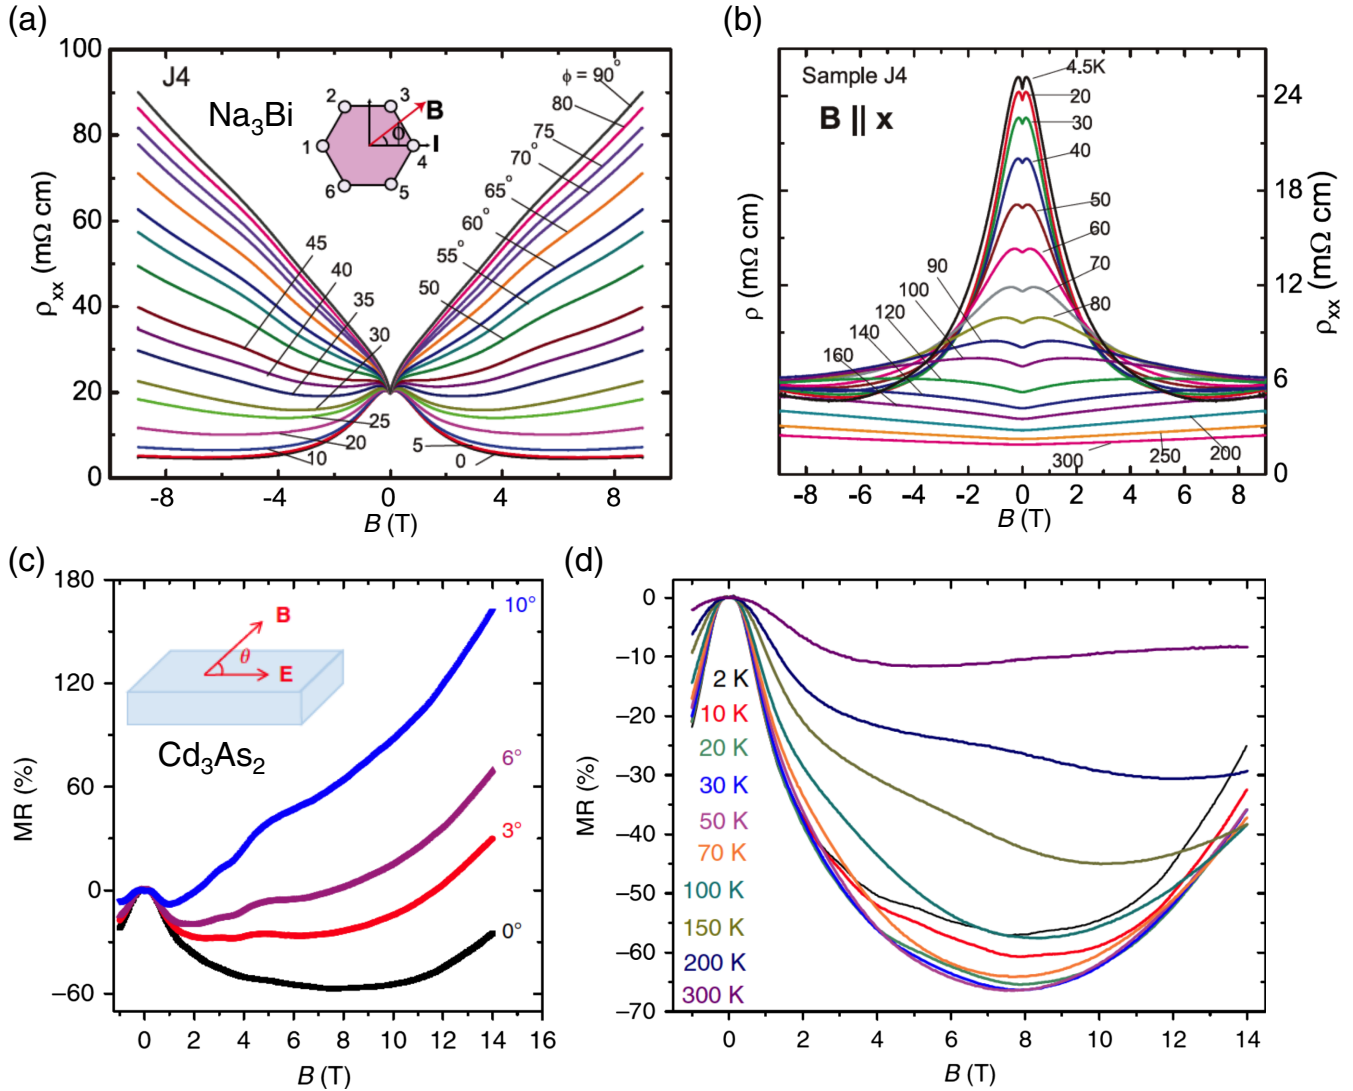 (a)
100
80
60
40
20
0
ρxx (mΩ cm)
J4
Na3Bi
1
2
3
4
5
6
B
I
ϕ
ϕ = 90°
80
75
70°
65°
60°
55°
50
45
40
35
30
25
20
10
5
0
-8
-4
0
4
8
B (T)
(b)
Sample J4
B || x
4.5K
20
30
40
50
60
70
80
90
100
120
140
160
200
250
300
ρ (mΩ cm)
24
18
12
6
0
ρxx (mΩ cm)
-8
-6
-4
-2
0
2
4
6
8
B (T)
(c)
180
120
60
0
−60
MR (%)
B
θ
E
Cd3As2
10°
6°
3°
0°
0
2
4
6
8
10
12
14
16
B (T)
(d)
0
−10
−20
−30
−40
−50
−60
−70
MR (%)
2 K
10 K
20 K
30 K
50 K
70 K
100 K
150 K
200 K
300 K
0
2
4
6
8
10
12
14
B (T)